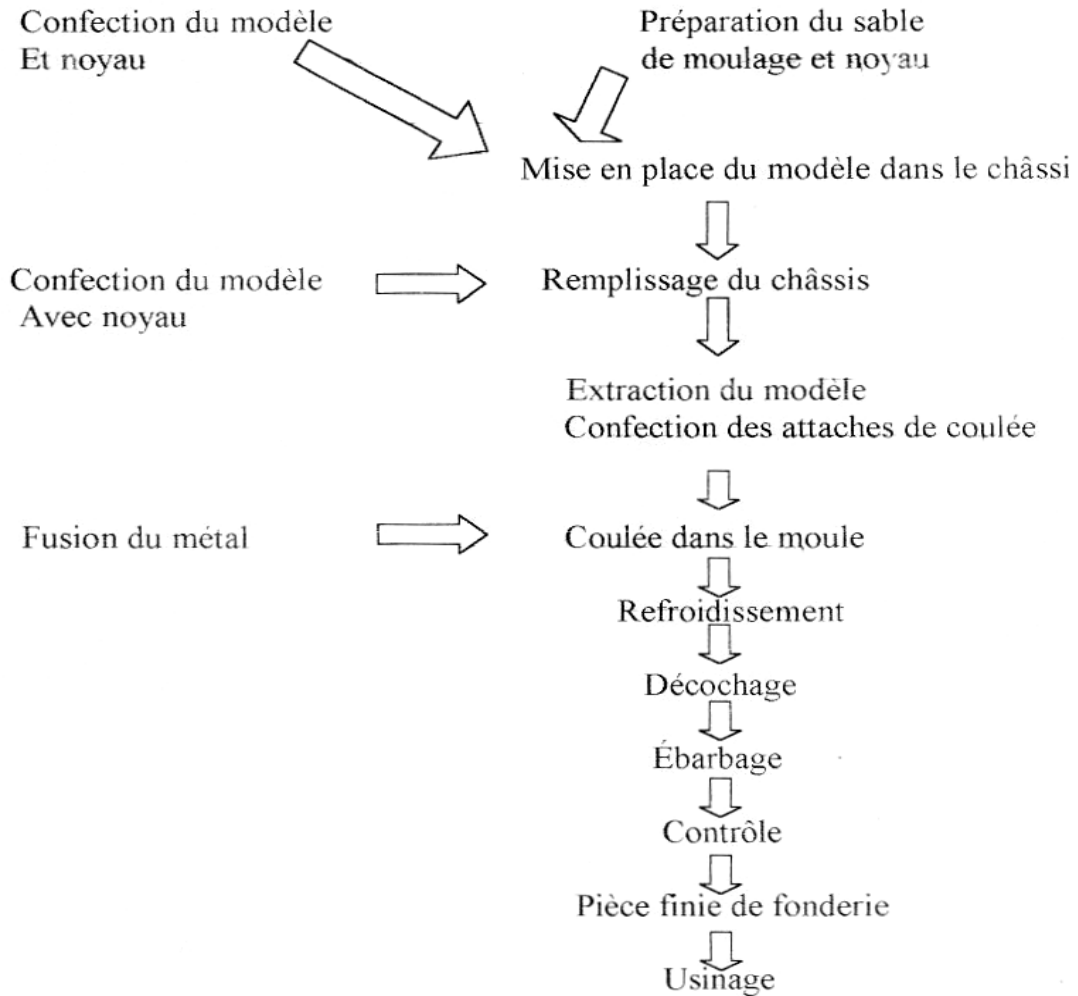 Confection du modèle
Et noyau
Préparation du sable
de moulage et noyau
Mise en place du modèle dans le châssi
Confection du modèle
Avec noyau
Remplissage du châssis
Extraction du modèle
Confection des attaches de coulée
Fusion du métal
Coulée dans le moule
Refroidissement
Décochage
Ébarbage
Contrôle
Pièce finie de fonderie
Usinage